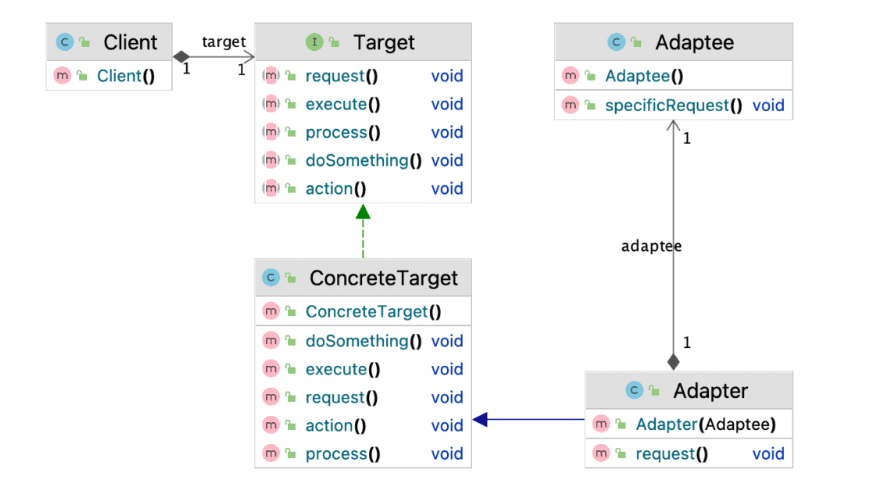 Client
Client()
target
1
1
Target
request() void
execute() void
process() void
doSomething() void
action() void
Adaptee
Adaptee()
specificRequest() void
1
adaptee
1
ConcreteTarget
ConcreteTarget()
doSomething() void
execute() void
request() void
action() void
process() void
Adapter
Adapter(Adaptee)
request() void